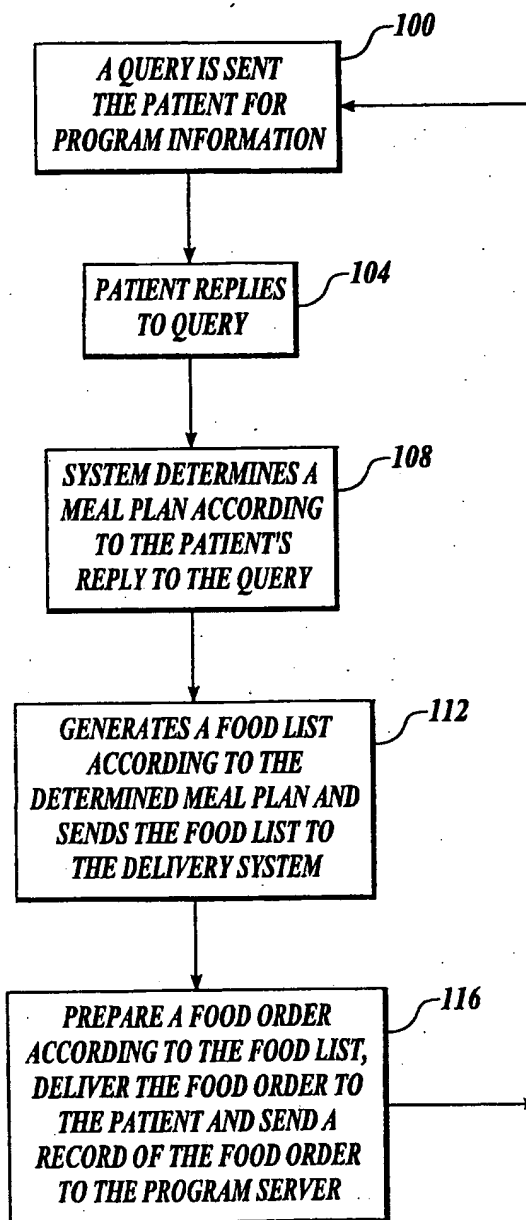 100
A QUERY IS SENT
THE PATIENT FOR
PROGRAM INFORMATION
104
PATIENT REPLIES
TO QUERY
108
SYSTEM DETERMINES A
MEAL PLAN ACCORDING
TO THE PATIENT'S
REPLY TO THE QUERY
112
GENERATES A FOOD LIST
ACCORDING TO THE
DETERMINED MEAL PLAN AND
SENDS THE FOOD LIST TO
THE DELIVERY SYSTEM
116
PREPARE A FOOD ORDER
ACCORDING TO THE FOOD LIST,
DELIVER THE FOOD ORDER TO
THE PATIENT AND SEND A
RECORD OF THE FOOD ORDER
TO THE PROGRAM SERVER